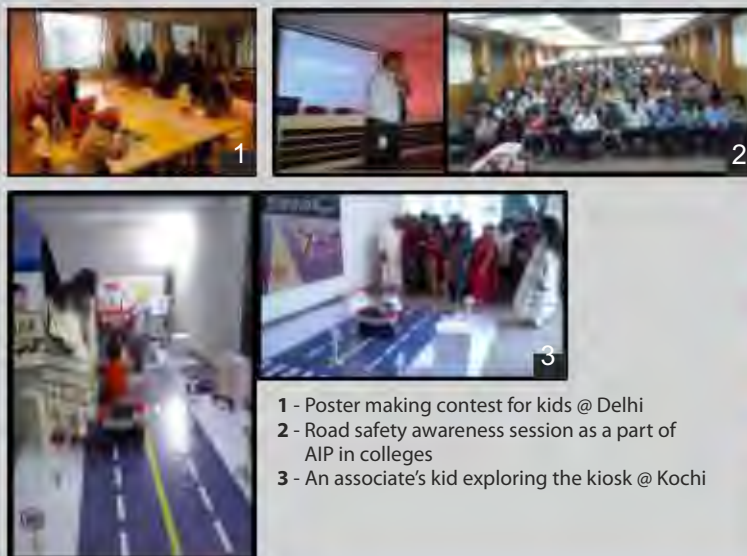 1
2
3
1 - Poster making contest for kids @ Delhi
2 - Road safety awareness session as a part of
AIP in colleges
3 - An associate's kid exploring the kiosk @ Kochi